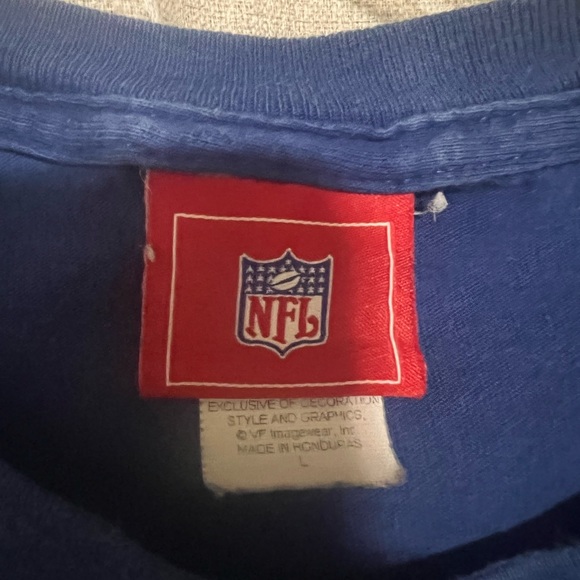 NFL
EXCLUSIVE OF DECORATION
STYLE AND GRAPHICS.
© VF Imagewear, Inc
MADE IN HONDURAS
L